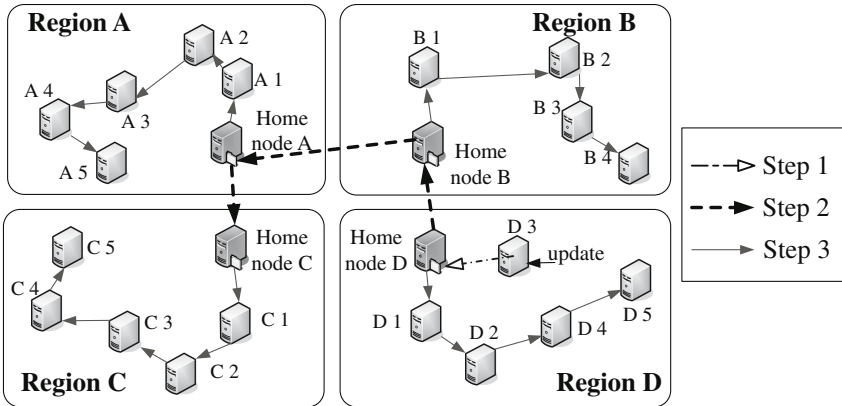 Region A
A 2
A 1
A 4
A 3
A 5
Home
node A
Region B
B 1
B 2
B 3
B 4
Home
node B
Step 1
Step 2
Step 3
C 5
Home
node C
C 4
C 3
C 1
C 2
Region C
Home
node D
D 3
update
D 1
D 2
D 4
D 5
Region D